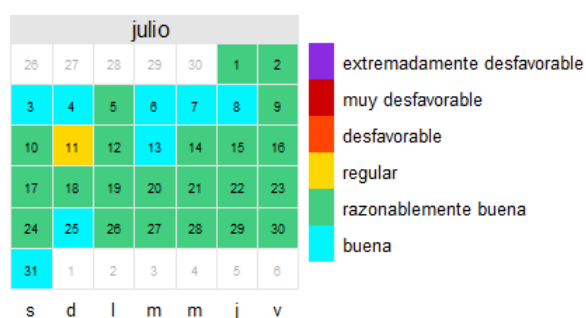 julio
26 27 28 29 30 1 2
3 4 5 6 7 8 9
10 11 12 13 14 15 16
17 18 19 20 21 22 23
24 25 26 27 28 29 30
31 1 2 3 4 5 6
s d l m m j v
extremadamente desfavorable
muy desfavorable
desfavorable
regular
razonablemente buena
buena